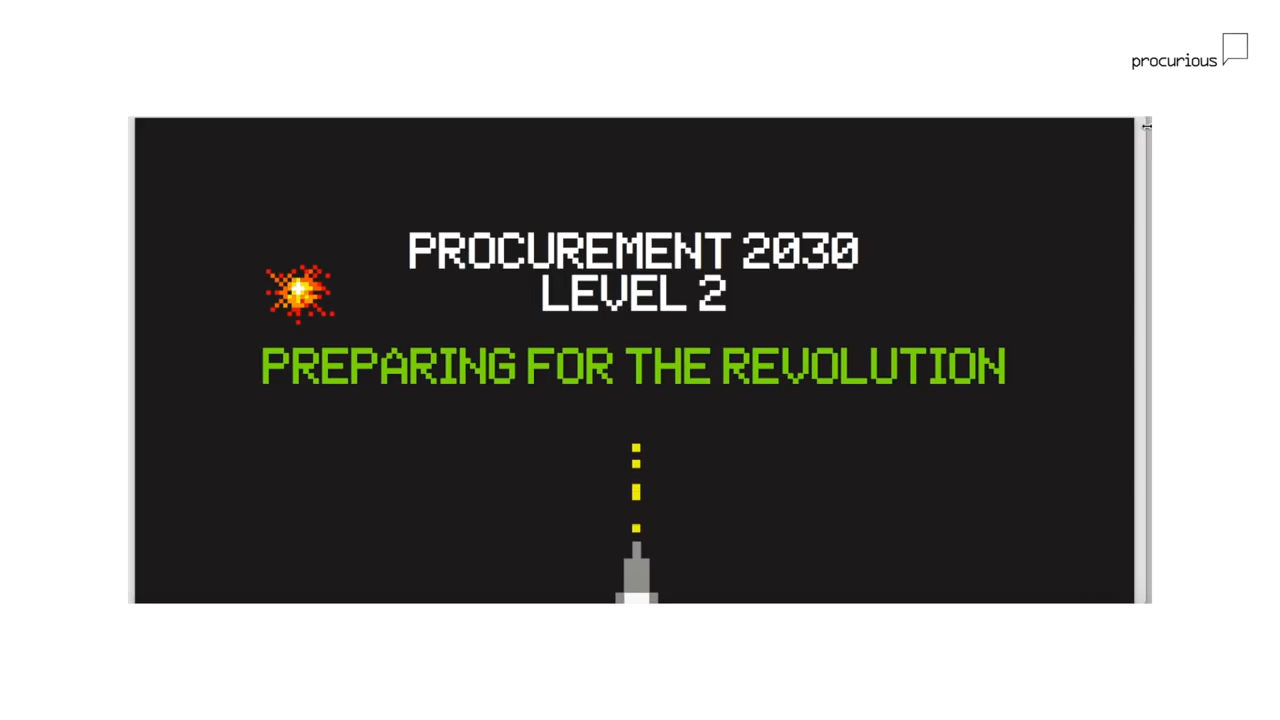 procurious
PROCUREMENT 2030
LEVEL 2
PREPARING FOR THE REVOLUTION